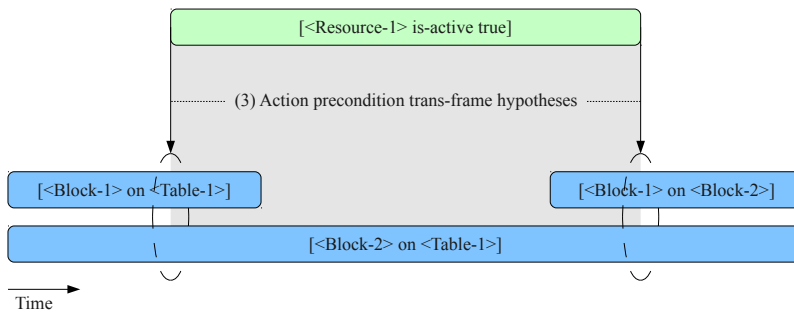 [<Resource-1> is-active true]
(3) Action precondition trans-frame hypotheses
[<Block-1> on <Table-1>]
[<Block-1> on <Block-2>]
[<Block-2> on <Table-1>]
Time